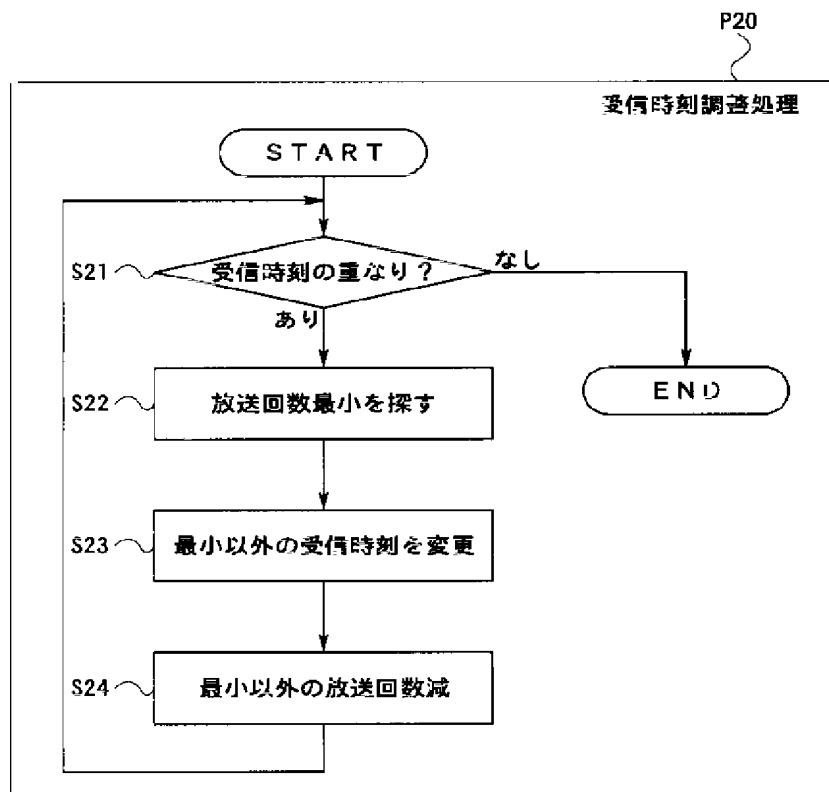 P20
受信時刻調整処理
START
S21
受信時刻の重なり?
なし
あり
S22
放送回数最小を探す
END
S23
最小以外の受信時刻を変更
S24
最小以外の放送回数減